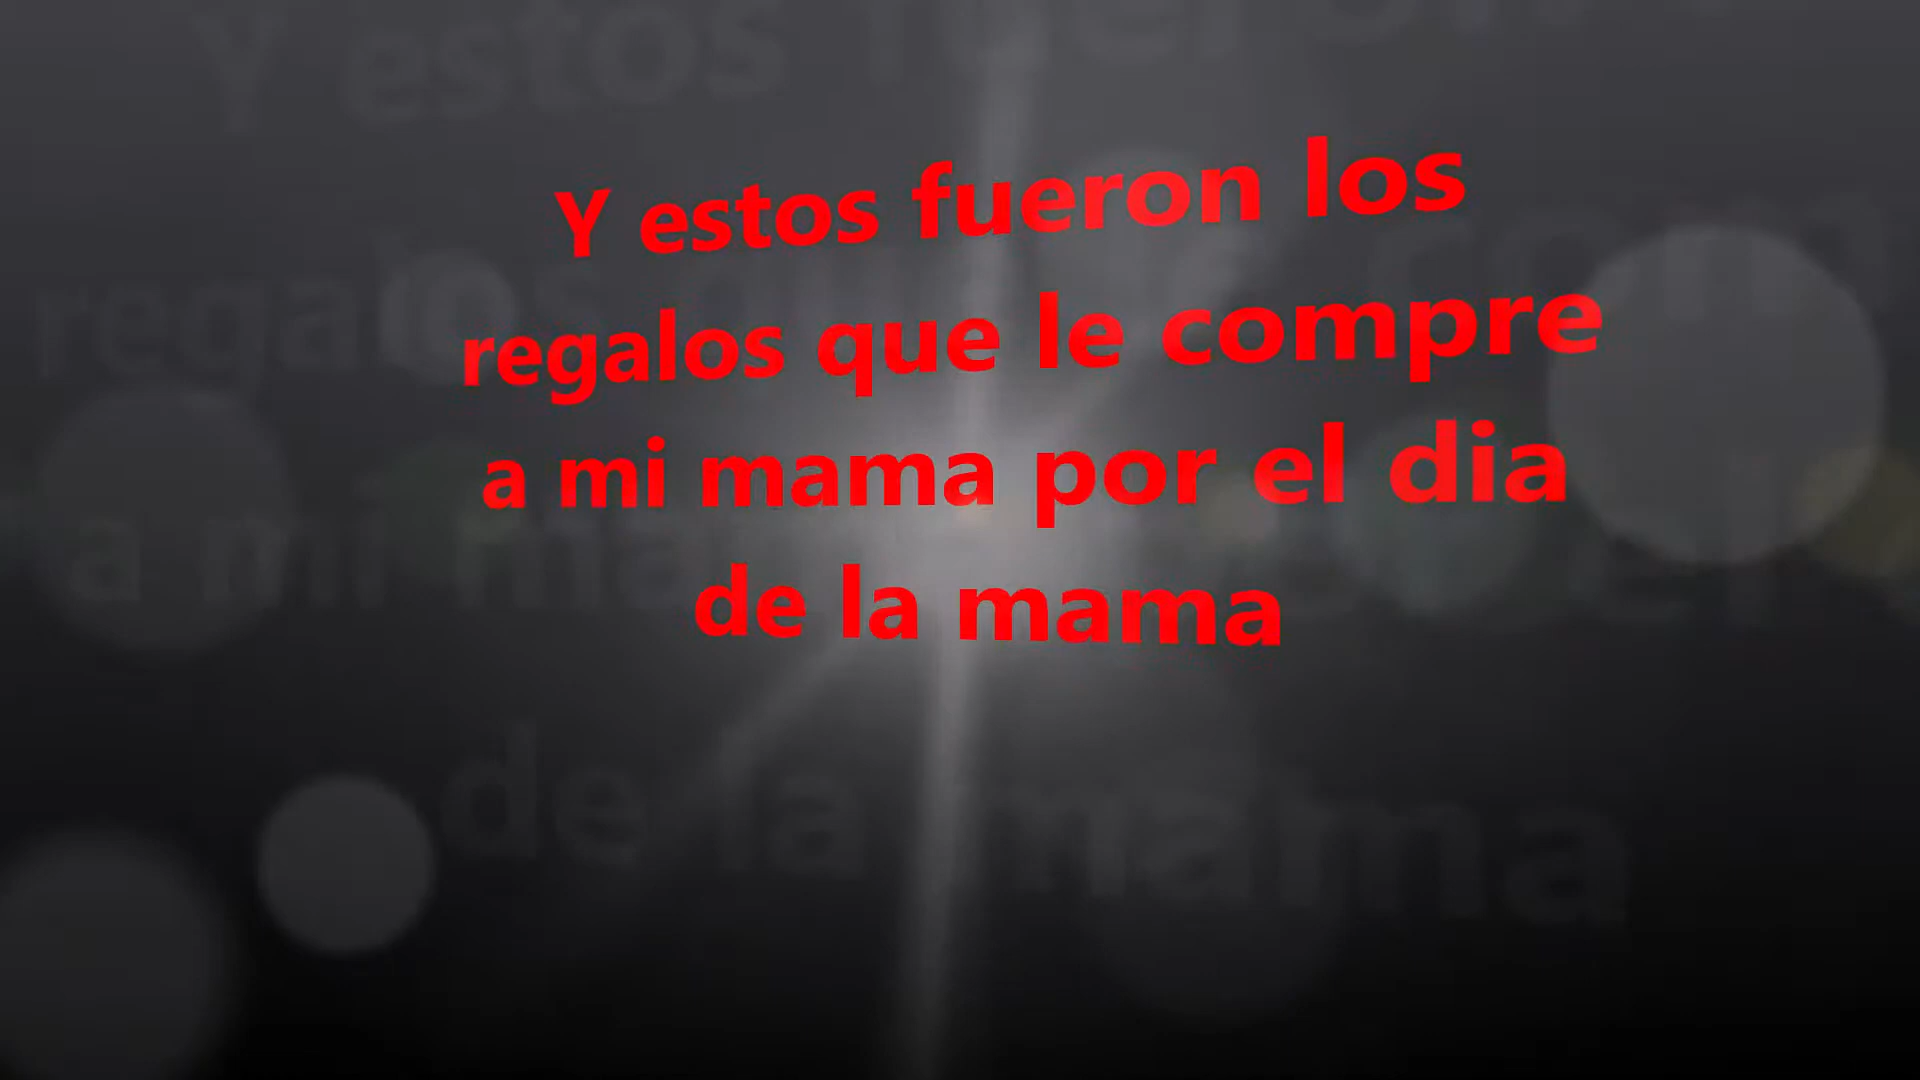 Y estos fueron los
regalos que le compre
a mi mama por el dia
de la mama